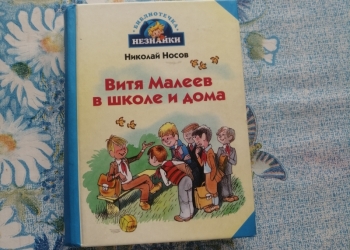 БИБЛИОТЕЧКА
НЕЗНАЙКИ
Николай Носов
Витя Малеев
в школе и дома